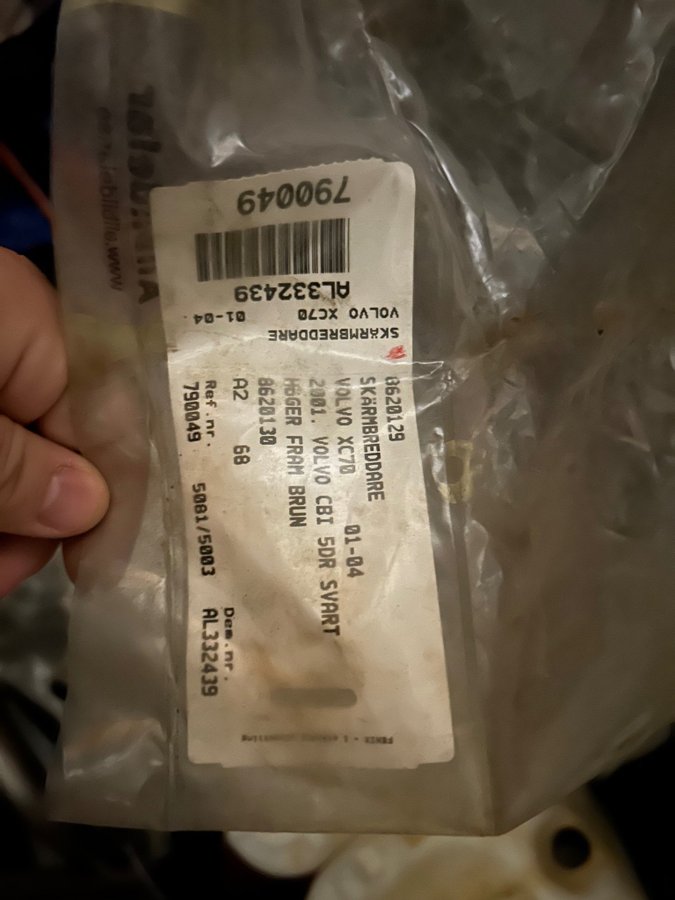 790049
AL332439
VOLVO XC70 01-04
SKÄRMBREDDARE
8620129
SKÄRMBREDDARE
VOLVO XC70 01-04
2001. VOLVO CBI 5DR SVART
HÖGER FRAM BRUN
8620130
A2 68
Ref.nr. Dem.nr.
790049 5081/5003 AL332439